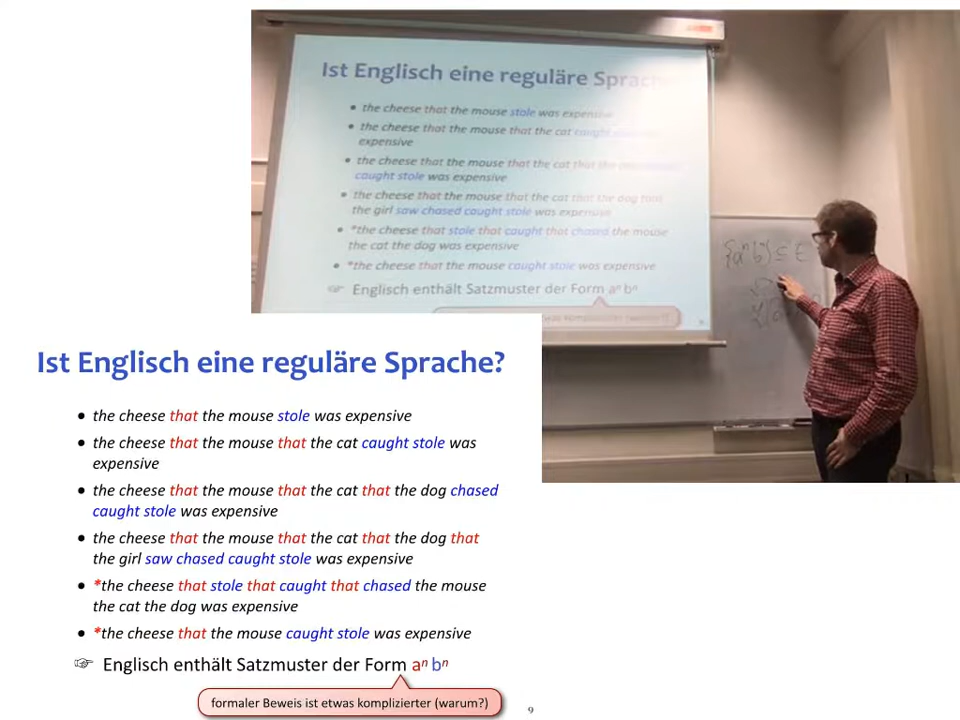 Ist Englisch eine reguläre Sprache
• the cheese that the mouse stole was expensive
• the cheese that the mouse that the cat caught
expensive
• the cheese that the mouse that the cat that the
caught stole was expensive
• the cheese that the mouse that the cat that the dog
the girl saw chased caught stole was expensive
• *the cheese that stole that caught that chased the mouse
the cat the dog was expensive
• *the cheese that the mouse caught stole was expensive
☞ Englisch enthält Satzmuster der Form aⁿ bⁿ
{aⁿ bⁿ} ⊆ E
Ist Englisch eine reguläre Sprache?
• the cheese that the mouse stole was expensive
• the cheese that the mouse that the cat caught stole was
expensive
• the cheese that the mouse that the cat that the dog chased
caught stole was expensive
• the cheese that the mouse that the cat that the dog that
the girl saw chased caught stole was expensive
• *the cheese that stole that caught that chased the mouse
the cat the dog was expensive
• *the cheese that the mouse caught stole was expensive
☞ Englisch enthält Satzmuster der Form aⁿ bⁿ
formaler Beweis ist etwas komplizierter (warum?)
9